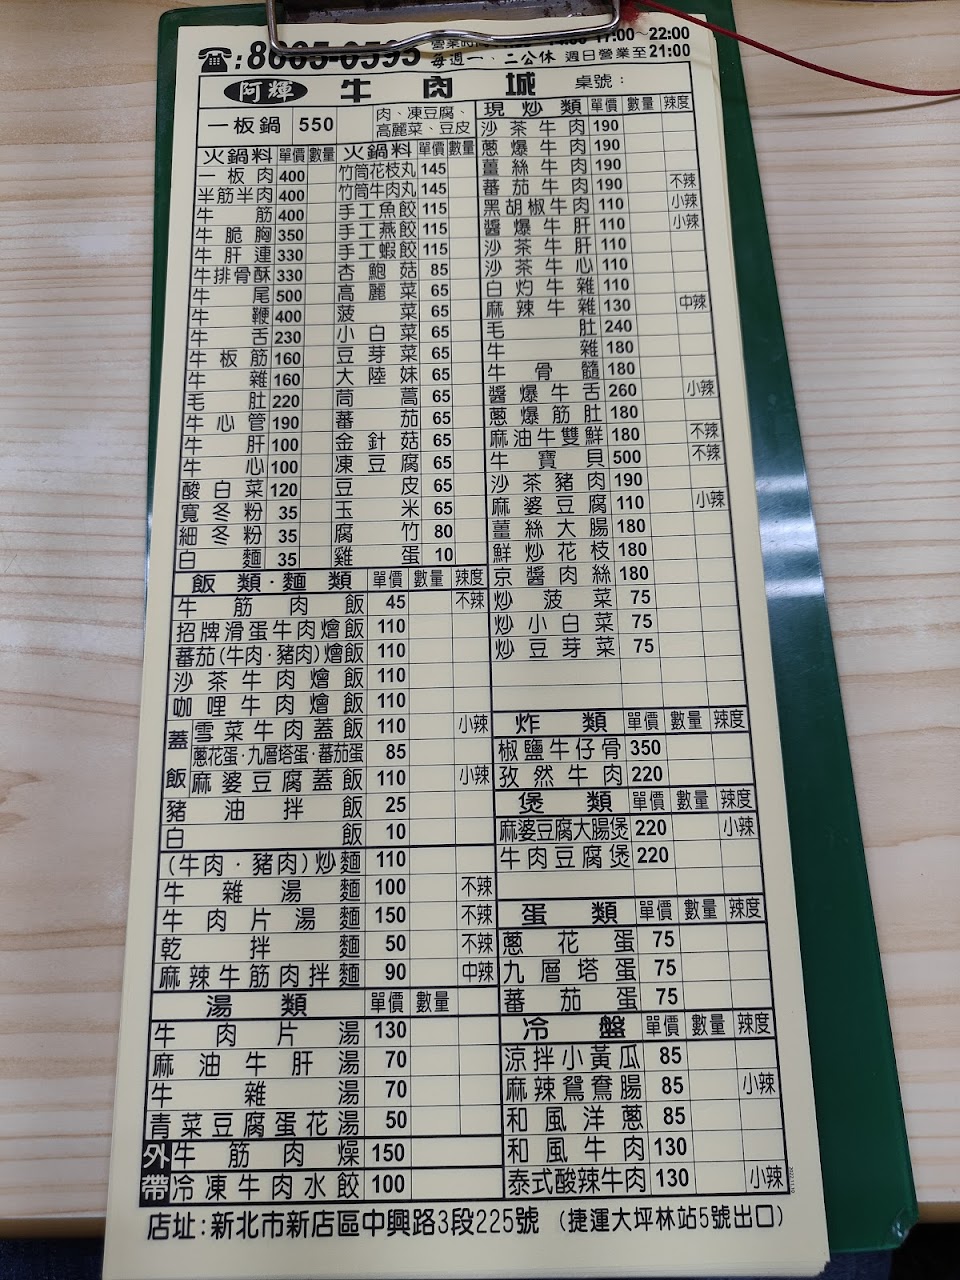 ☎:8665-0595
17:00~22:00
每週一、二公休 週日營業至21:00
阿輝 牛肉城 桌號:
一板鍋 550 肉、凍豆腐、高麗菜、豆皮
火鍋料 單價 數量
一板肉 400
半筋半肉 400
牛筋 400
牛脆胸 350
牛肝連 330
牛排骨酥 330
牛尾 500
牛鞭 400
牛舌 230
牛板筋 160
牛雜 160
毛肚 220
牛心管 190
牛肝 100
牛心 100
酸白菜 120
寬冬粉 35
細冬粉 35
白麵 35
火鍋料 單價 數量
竹筒花枝丸 145
竹筒牛肉丸 145
手工魚餃 115
手工燕餃 115
手工蝦餃 115
杏鮑菇 85
高麗菜 65
菠菜 65
小白菜 65
豆芽菜 65
大陸妹 65
茼蒿 65
蕃茄 65
金針菇 65
凍豆腐 65
豆皮 65
玉米 65
腐竹 80
雞蛋 10
飯類·麵類 單價 數量 辣度
牛筋肉飯 45 不辣
招牌滑蛋牛肉燴飯 110
蕃茄(牛肉·豬肉)燴飯 110
沙茶牛肉燴飯 110
咖哩牛肉燴飯 110
蓋飯
雪菜牛肉蓋飯 110 小辣
蔥花蛋·九層塔蛋·蕃茄蛋 85
麻婆豆腐蓋飯 110 小辣
豬油拌飯 25
白飯 10
(牛肉·豬肉)炒麵 110
牛雜湯麵 100 不辣
牛肉片湯麵 150 不辣
乾拌麵 50 不辣
麻辣牛筋肉拌麵 90 中辣
湯類 單價 數量
牛肉片湯 130
麻油牛肝湯 70
牛雜湯 70
青菜豆腐蛋花湯 50
外帶
牛筋肉燥 150
冷凍牛肉水餃 100
現炒類 單價 數量 辣度
沙茶牛肉 190
蔥爆牛肉 190
薑絲牛肉 190
蕃茄牛肉 190 不辣
黑胡椒牛肉 110 小辣
醬爆牛肝 110 小辣
沙茶牛肝 110
沙茶牛心 110
白灼牛雜 110
麻辣牛雜 130 中辣
毛肚 240
牛雜 180
牛骨髓 180
醬爆牛舌 260 小辣
蔥爆筋肚 180
麻油牛雙鮮 180 不辣
牛寶貝 500 不辣
沙茶豬肉 190
麻婆豆腐 110 小辣
薑絲大腸 180
鮮炒花枝 180
京醬肉絲 180
炒菠菜 75
炒小白菜 75
炒豆芽菜 75
炸類 單價 數量 辣度
椒鹽牛仔骨 350
孜然牛肉 220
煲類 單價 數量 辣度
麻婆豆腐大腸煲 220 小辣
牛肉豆腐煲 220
蛋類 單價 數量 辣度
蔥花蛋 75
九層塔蛋 75
蕃茄蛋 75
冷盤 單價 數量 辣度
涼拌小黃瓜 85
麻辣鴛鴦腸 85 小辣
和風洋蔥 85
和風牛肉 130
泰式酸辣牛肉 130 小辣
店址:新北市新店區中興路3段225號 (捷運大坪林站5號出口)